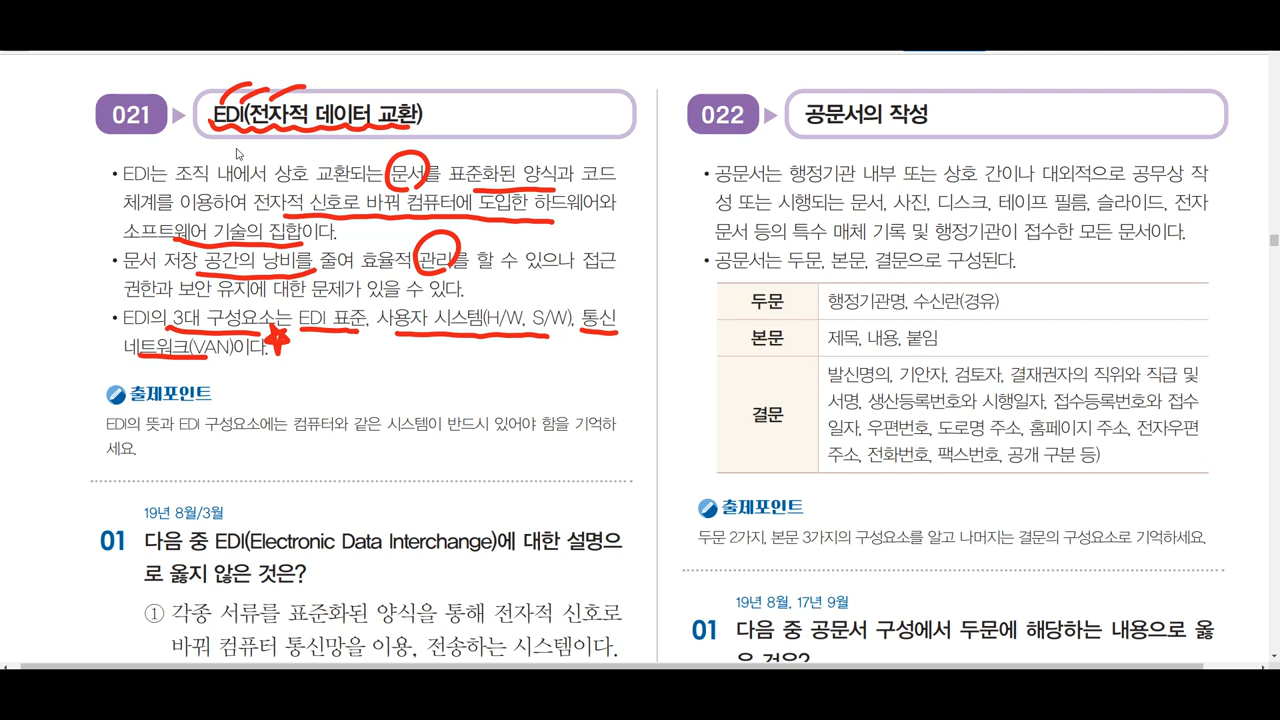 021
EDI(전자적 데이터 교환)
• EDI는 조직 내에서 상호 교환되는 문서를 표준화된 양식과 코드
체계를 이용하여 전자적 신호로 바꿔 컴퓨터에 도입한 하드웨어와
소프트웨어 기술의 집합이다.
• 문서 저장 공간의 낭비를 줄여 효율적 관리를 할 수 있으나 접근
권한과 보안 유지에 대한 문제가 있을 수 있다.
• EDI의 3대 구성요소는 EDI 표준, 사용자 시스템(H/W, S/W), 통신
네트워크(VAN)이다.
출제포인트
EDI의 뜻과 EDI 구성요소에는 컴퓨터와 같은 시스템이 반드시 있어야 함을 기억하
세요.
19년 8월/3월
01 다음 중 EDI(Electronic Data Interchange)에 대한 설명으
로 옳지 않은 것은?
① 각종 서류를 표준화된 양식을 통해 전자적 신호로
바꿔 컴퓨터 통신망을 이용, 전송하는 시스템이다.
022
공문서의 작성
• 공문서는 행정기관 내부 또는 상호 간이나 대외적으로 공무상 작
성 또는 시행되는 문서, 사진, 디스크, 테이프 필름, 슬라이드, 전자
문서 등의 특수 매체 기록 및 행정기관이 접수한 모든 문서이다.
• 공문서는 두문, 본문, 결문으로 구성된다.
두문 행정기관명, 수신란(경유)
본문 제목, 내용, 붙임
결문 발신명의, 기안자, 검토자, 결재권자의 직위와 직급 및
서명, 생산등록번호와 시행일자, 접수등록번호와 접수
일자, 우편번호, 도로명 주소, 홈페이지 주소, 전자우편
주소, 전화번호, 팩스번호, 공개 구분 등)
출제포인트
두문 2가지, 본문 3가지의 구성요소를 알고 나머지는 결문의 구성요소로 기억하세요.
19년 8월, 17년 9월
01 다음 중 공문서 구성에서 두문에 해당하는 내용으로 옳
은 것은?